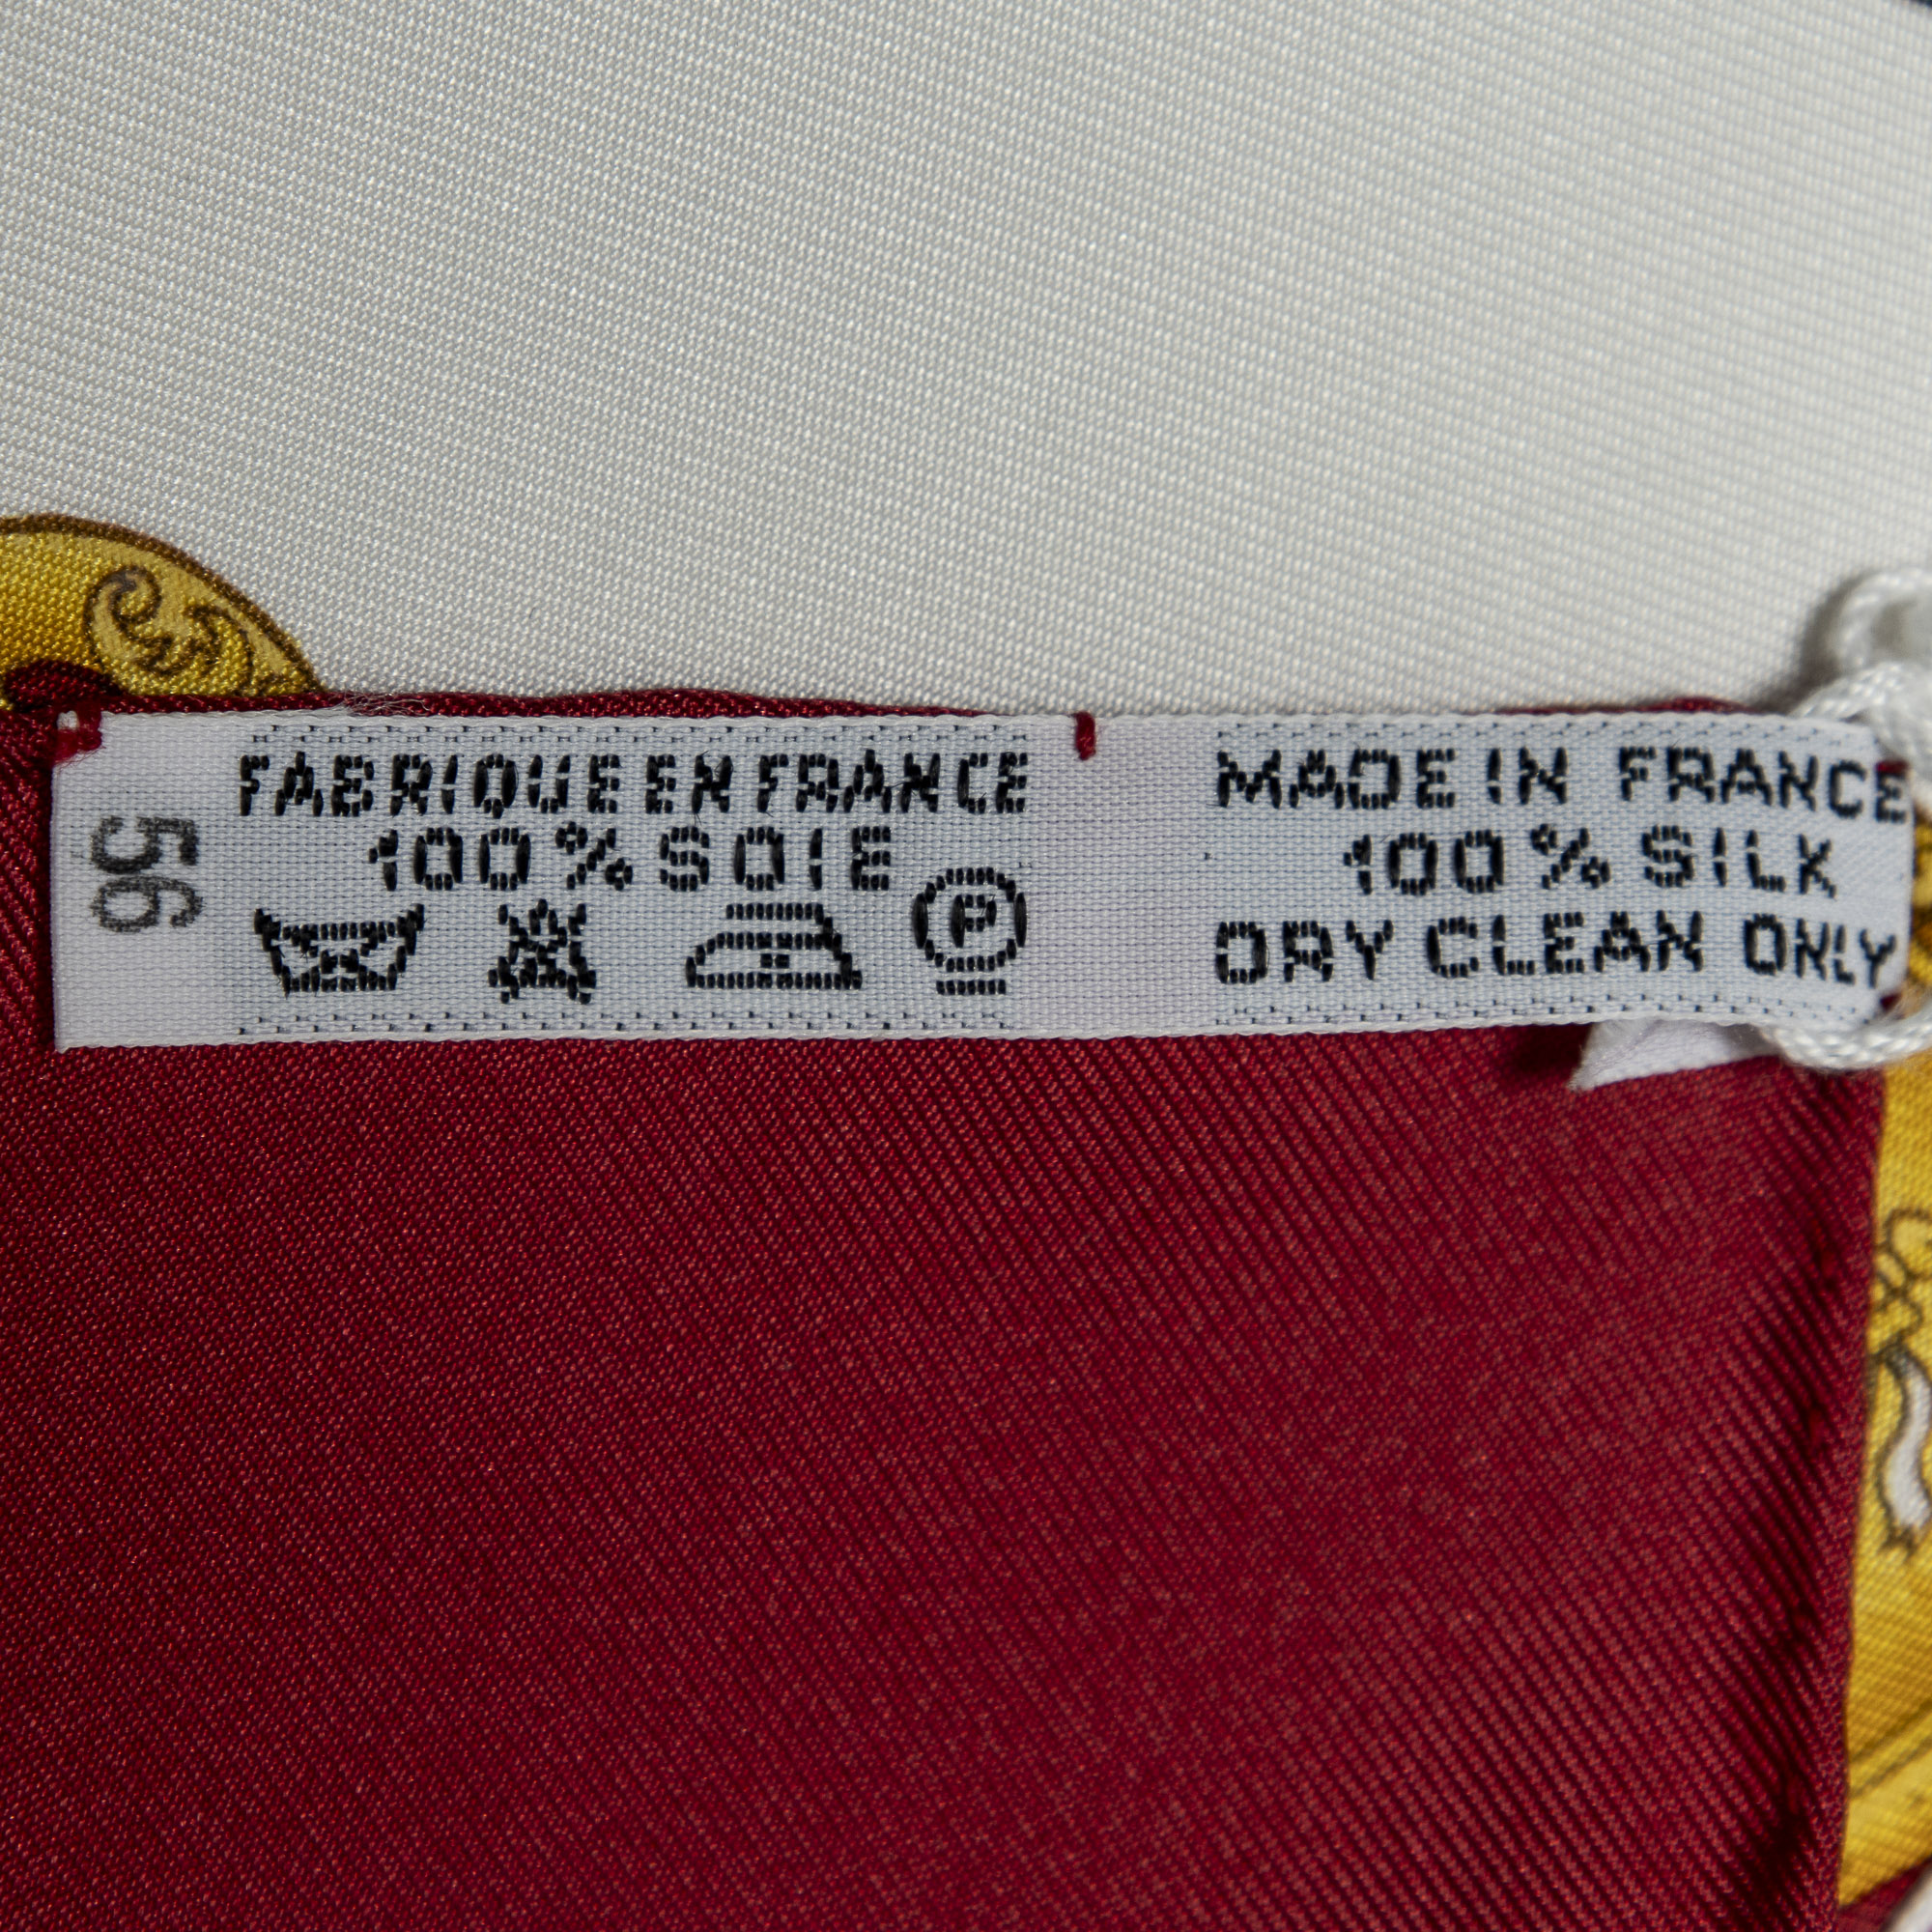 56
FABRIQUE EN FRANCE
100% SOIE
P
MADE IN FRANCE
100% SILK
DRY CLEAN ONLY